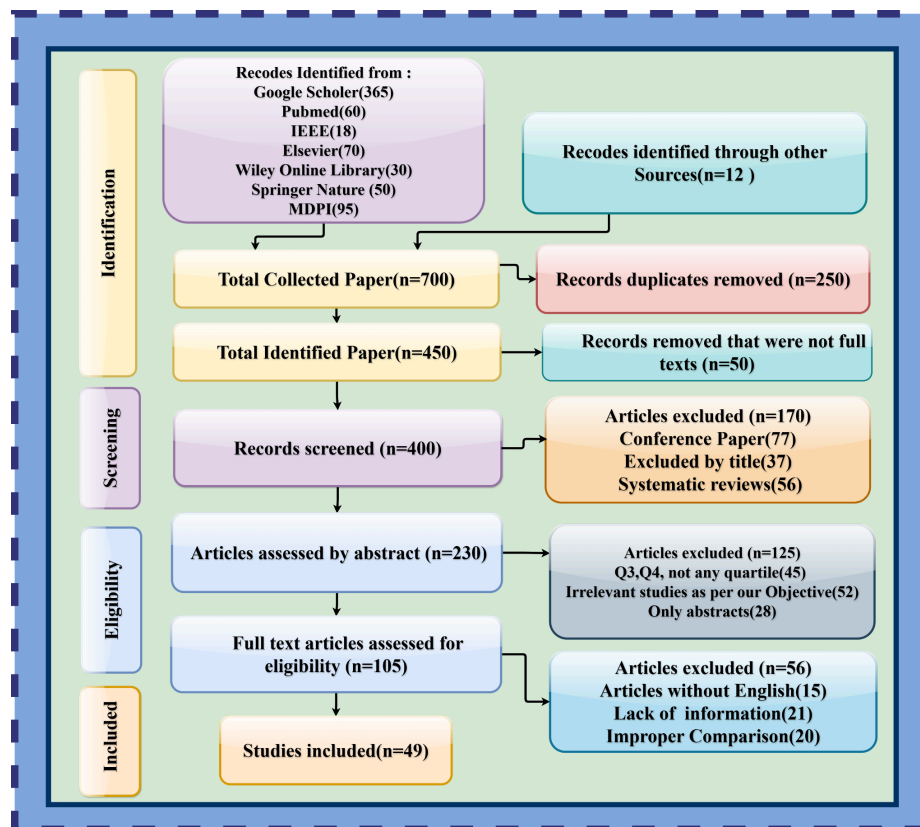 Identification
Recodes Identified from :
Google Scholer(365)
Pubmed(60)
IEEE(18)
Elsevier(70)
Wiley Online Library(30)
Springer Nature (50)
MDPI(95)
Recodes identified through other
Sources(n=12 )
Total Collected Paper(n=700)
Records duplicates removed (n=250)
Total Identified Paper(n=450)
Records removed that were not full
texts (n=50)
Screening
Records screened (n=400)
Articles excluded (n=170)
Conference Paper(77)
Excluded by title(37)
Systematic reviews(56)
Eligibility
Articles assessed by abstract (n=230)
Articles excluded (n=125)
Q3,Q4, not any quartile(45)
Irrelevant studies as per our Objective(52)
Only abstracts(28)
Full text articles assessed for
eligibility (n=105)
Articles excluded (n=56)
Articles without English(15)
Lack of information(21)
Improper Comparison(20)
Included
Studies included(n=49)